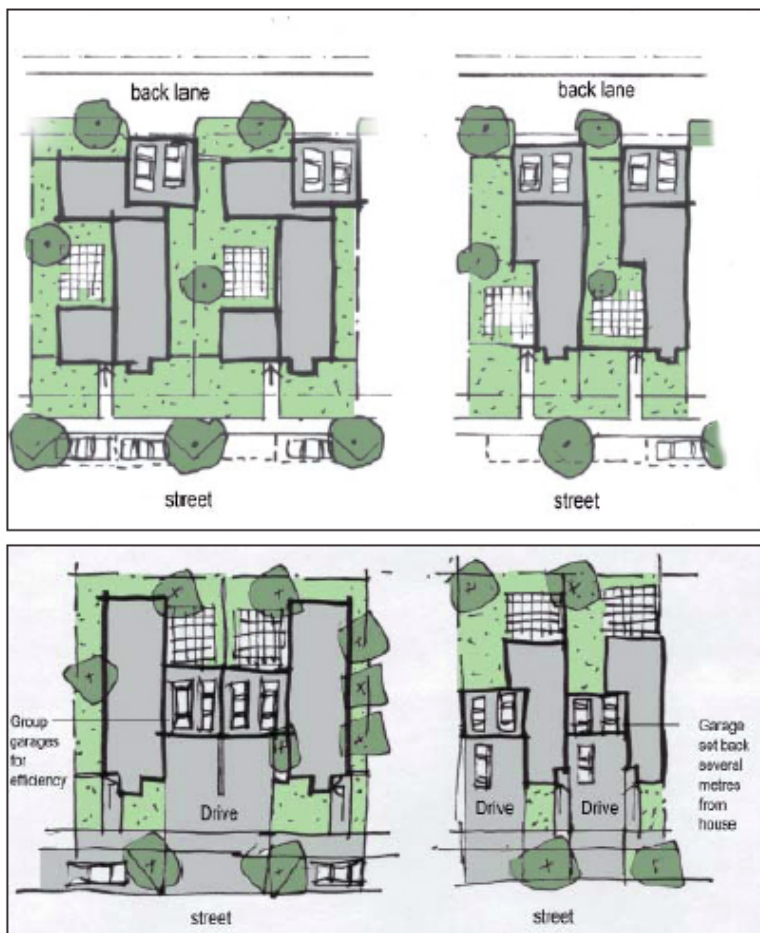 back lane
back lane
street
street
Group
garages
for
efficiency
Drive
street
Garage
set back
several
metres
from
house
Drive
Drive
street